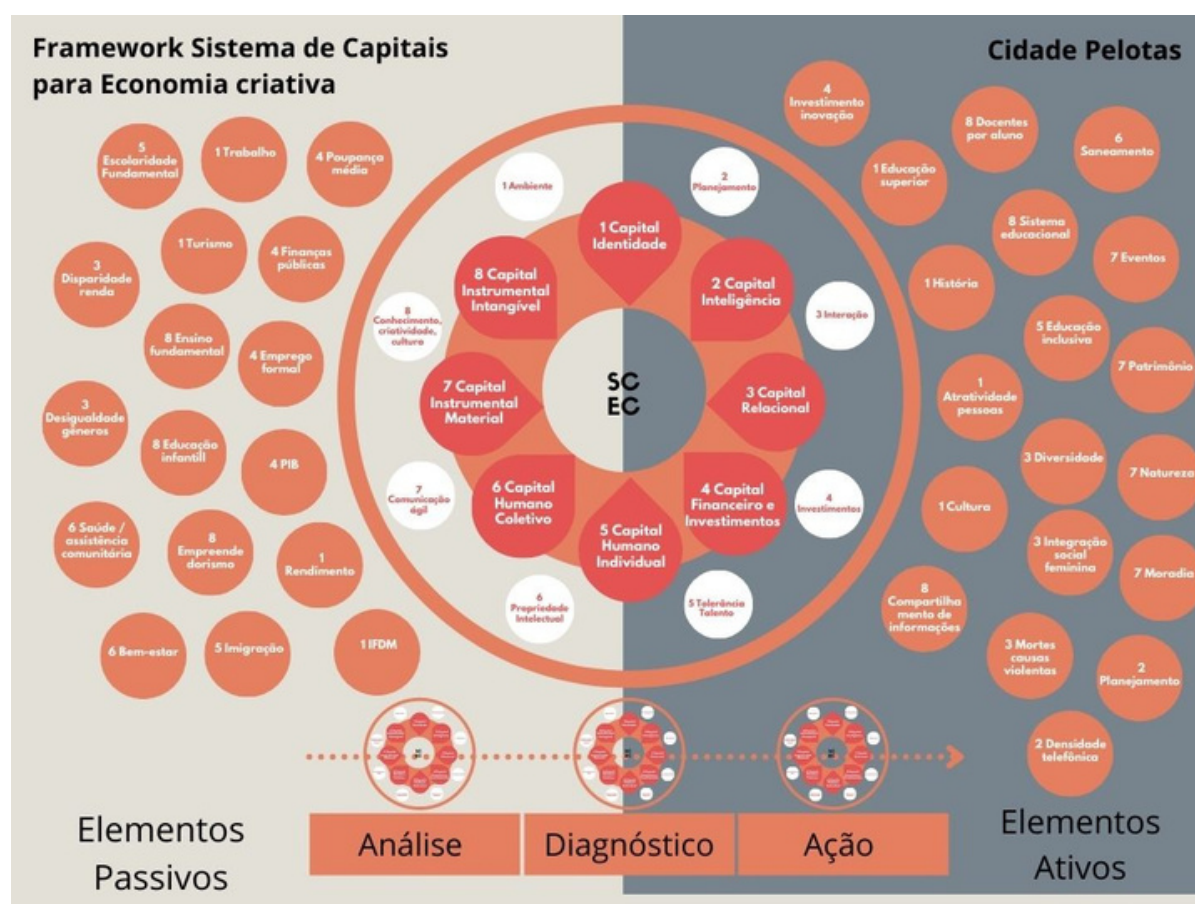 Framework Sistema de Capitais
para Economia criativa
Cidade Pelotas
5
Escolaridade
Fundamental
1 Trabalho
4 Poupança
média
1 Turismo
4 Finanças
públicas
3
Disparidade
renda
8 Ensino
fundamental
4 Emprego
formal
3
Desigualdade
gêneros
8 Educação
infantill
4 PIB
6 Saúde /
assistência
comunitária
8
Empreende
dorismo
1
Rendimento
6 Bem-estar
5 Imigração
1 IFDM
1 Ambiente
2
Planejamento
3 Interação
4
Investimentos
5 Tolerância
Talento
6
Propriedade
Intelectual
7
Comunicação
ágil
8
Conhecimento,
criatividade,
cultura
1 Capital
Identidade
2 Capital
Inteligência
3 Capital
Relacional
4 Capital
Financeiro e
Investimentos
5 Capital
Humano
Individual
6 Capital
Humano
Coletivo
7 Capital
Instrumental
Material
8 Capital
Instrumental
Intangível
SC
EC
4
Investimento
inovação
8 Docentes
por aluno
6
Saneamento
1 Educação
superior
8 Sistema
educacional
7 Eventos
1 História
5 Educação
inclusiva
7 Patrimônio
1
Atratividade
pessoas
3 Diversidade
7 Natureza
1 Cultura
3 Integração
social
feminina
7 Moradia
8
Compartilha
mento de
informações
3 Mortes
causas
violentas
2
Planejamento
2 Densidade
telefônica
Elementos
Passivos
Análise
Diagnóstico
Ação
Elementos
Ativos